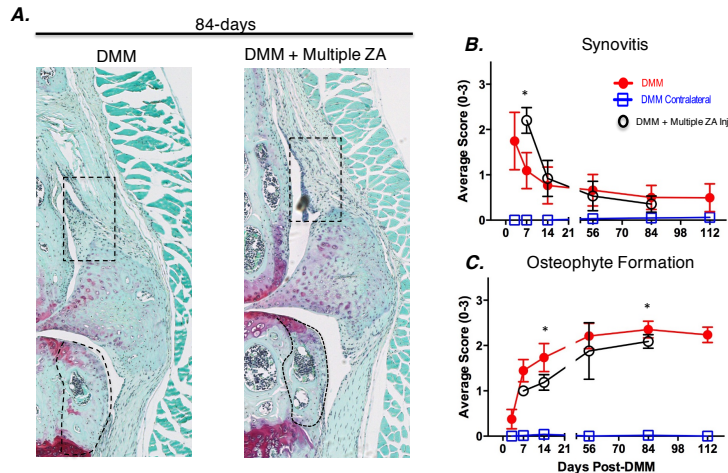 A.
84-days
DMM
DMM + Multiple ZA
B.
Synovitis
Average Score (0-3)
3
2
1
0
*
DMM
DMM Contralateral
DMM + Multiple ZA Inj
0 7 14 21 56 70 84 98 112
C.
Osteophyte Formation
Average Score (0-3)
3
2
1
0
*
*
0 7 14 21 56 70 84 98 112
Days Post-DMM